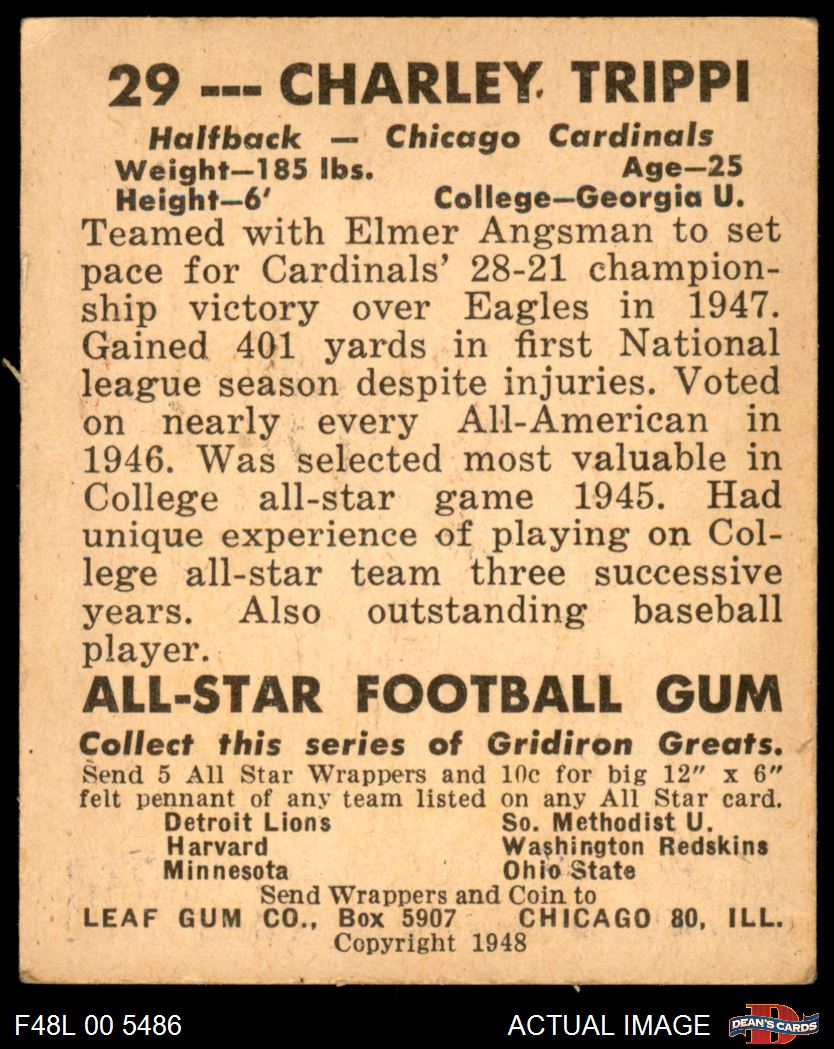 29 --- CHARLEY TRIPPI
Halfback — Chicago Cardinals
Weight—185 lbs. Age—25
Height—6' College—Georgia U.
Teamed with Elmer Angsman to set
pace for Cardinals' 28-21 champion-
ship victory over Eagles in 1947.
Gained 401 yards in first National
league season despite injuries. Voted
on nearly every All-American in
1946. Was selected most valuable in
College all-star game 1945. Had
unique experience of playing on Col-
lege all-star team three successive
years. Also outstanding baseball
player.
ALL-STAR FOOTBALL GUM
Collect this series of Gridiron Greats.
Send 5 All Star Wrappers and 10c for big 12" x 6"
felt pennant of any team listed on any All Star card.
Detroit Lions So. Methodist U.
Harvard Washington Redskins
Minnesota Ohio State
Send Wrappers and Coin to
LEAF GUM CO., Box 5907 CHICAGO 80, ILL.
Copyright 1948
F48L 00 5486 ACTUAL IMAGE D DEAN'S CARDS